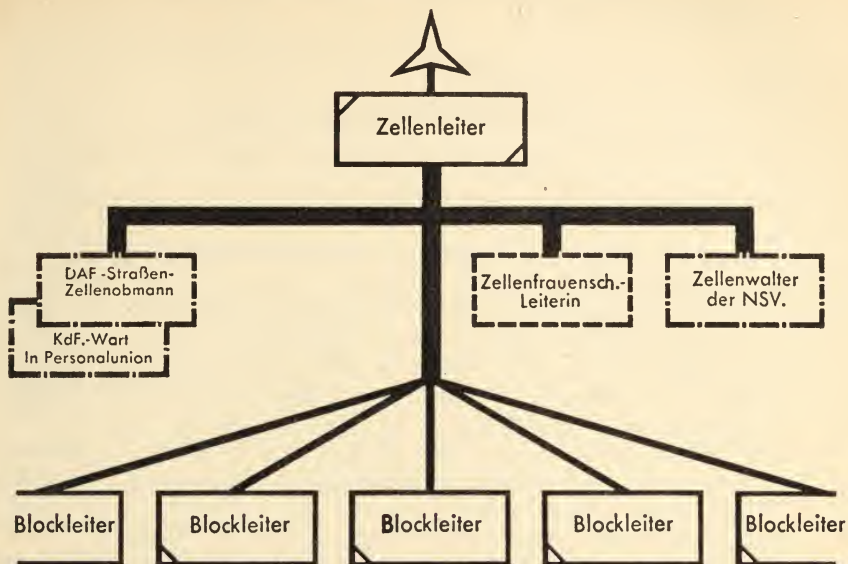 Zellenleiter
DAF-Straßen-
Zellenobmann
KdF.-Wart
In Personalunion
Zellenfrauensch.-
Leiterin
Zellenwalter
der NSV.
Blockleiter
Blockleiter
Blockleiter
Blockleiter
Blockleiter